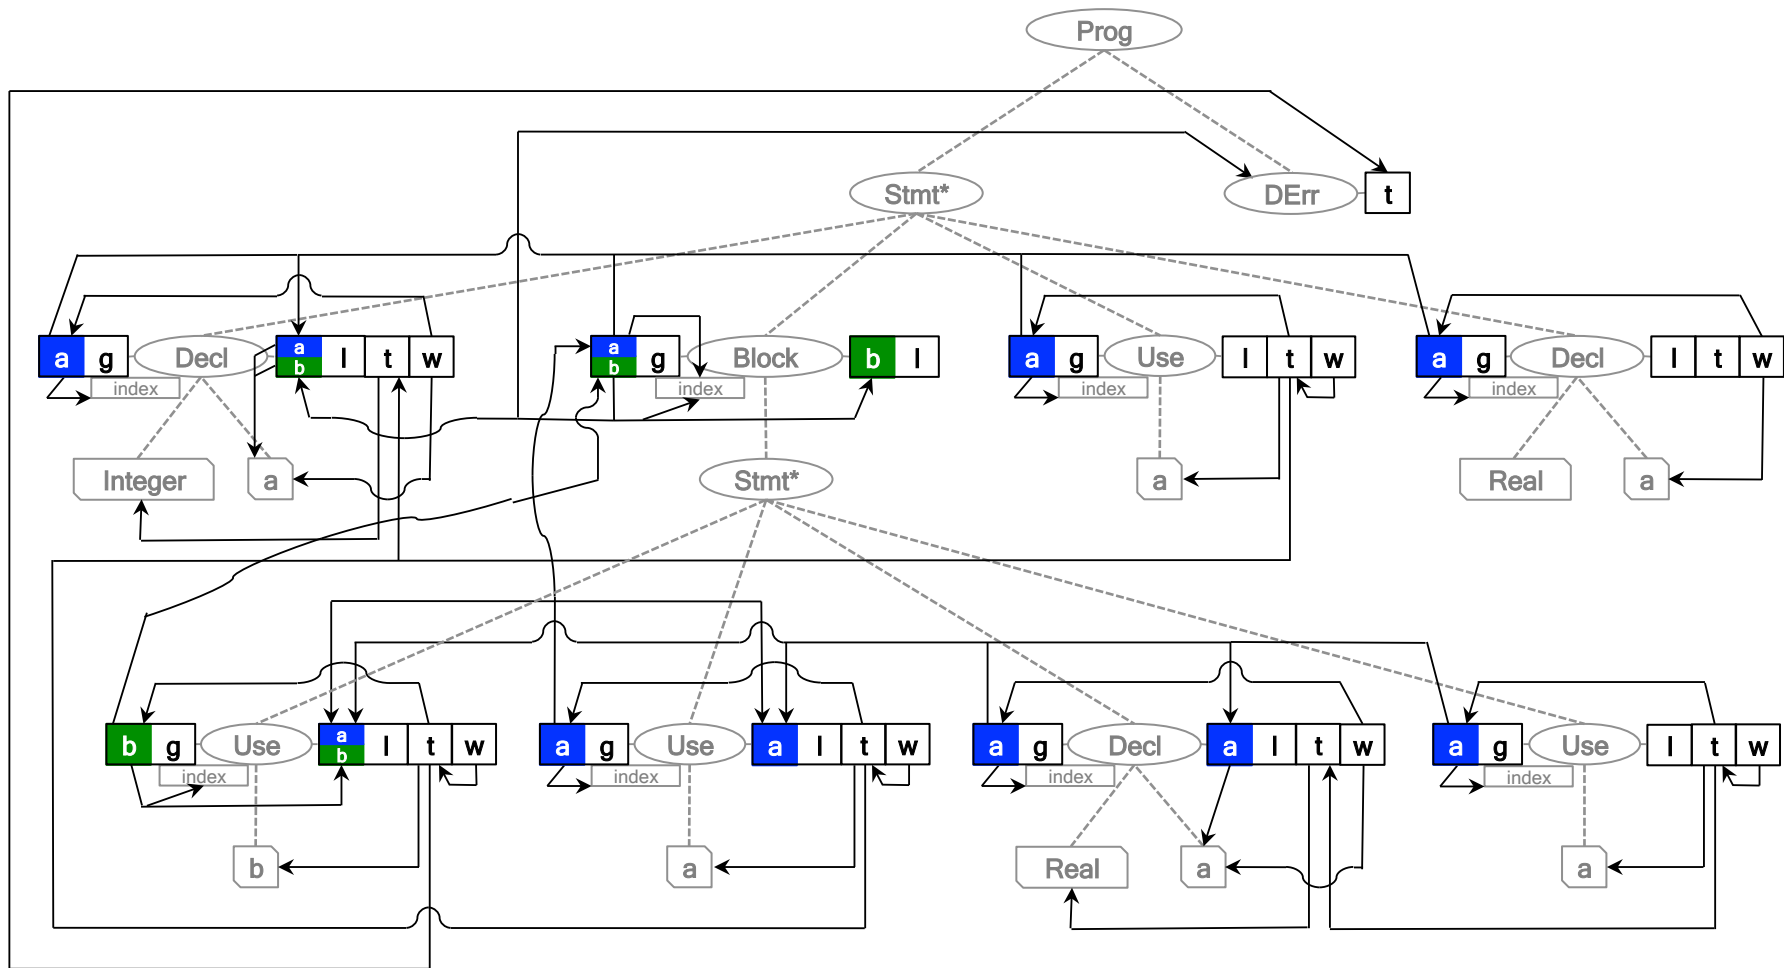 Prog
Stmt*
DErr
t
a g
Decl
a
b
l t w
index
a
b
g
Block
b l
index
a g
Use
l t w
index
a g
Decl
l t w
index
Integer
a
Stmt*
a
Real
a
b g
Use
a
b
l t w
index
a g
Use
a l t w
index
a g
Decl
a l t w
index
a g
Use
l t w
index
b
a
Real
a
a